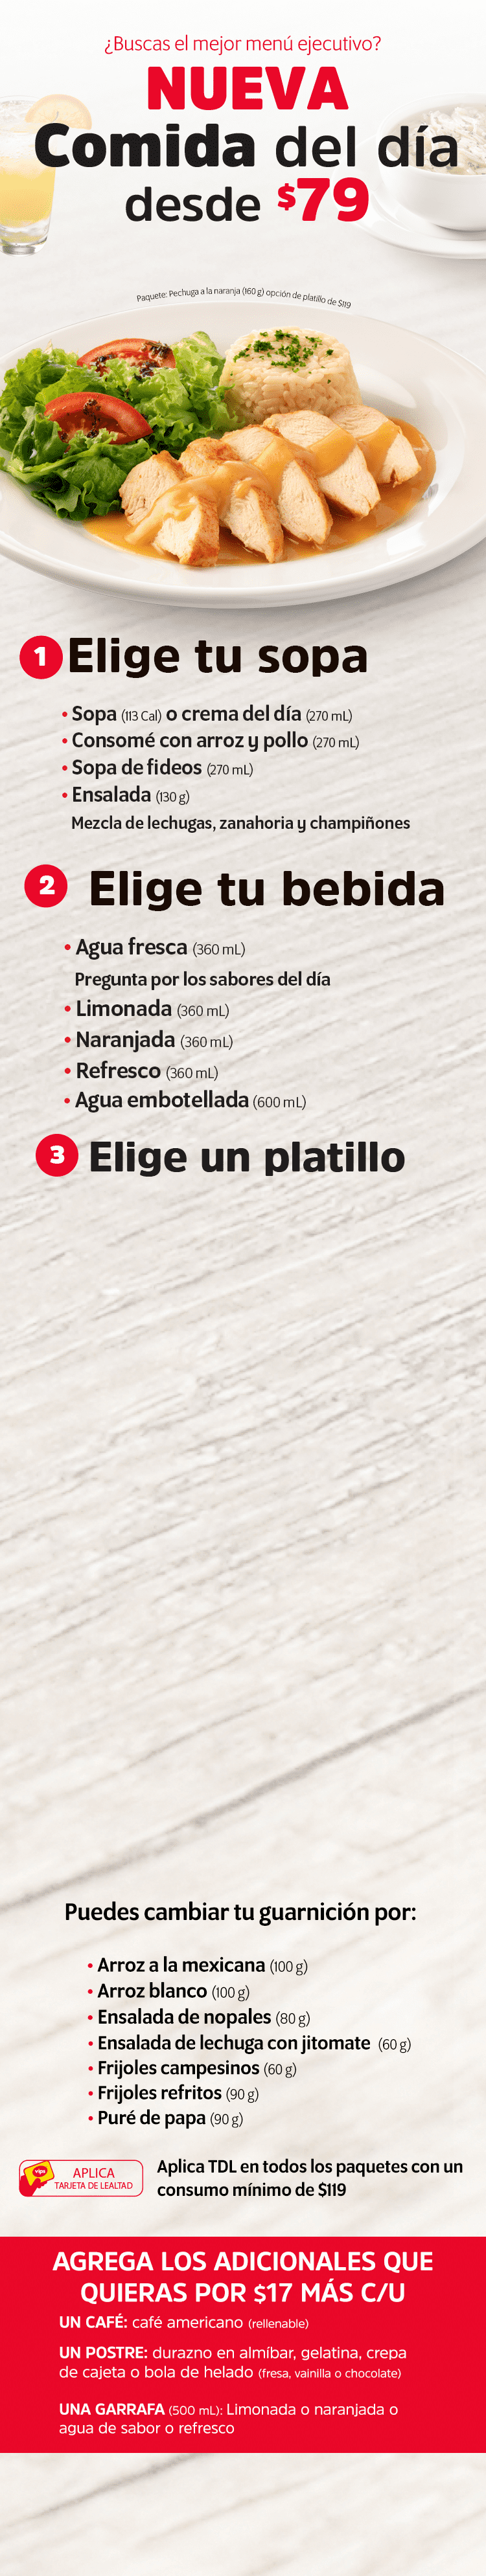 ¿Buscas el mejor menú ejecutivo?
NUEVA
Comida del día
desde $79
Paquete: Pechuga a la naranja (160 g) opción de platillo de $119
1 Elige tu sopa
• Sopa (113 Cal) o crema del día (270 mL)
• Consomé con arroz y pollo (270 mL)
• Sopa de fideos (270 mL)
• Ensalada (130 g)
Mezcla de lechugas, zanahoria y champiñones
2 Elige tu bebida
• Agua fresca (360 mL)
Pregunta por los sabores del día
• Limonada (360 mL)
• Naranjada (360 mL)
• Refresco (360 mL)
• Agua embotellada (600 mL)
3 Elige un platillo
Puedes cambiar tu guarnición por:
• Arroz a la mexicana (100 g)
• Arroz blanco (100 g)
• Ensalada de nopales (80 g)
• Ensalada de lechuga con jitomate (60 g)
• Frijoles campesinos (60 g)
• Frijoles refritos (90 g)
• Puré de papa (90 g)
vips
APLICA
TARJETA DE LEALTAD
Aplica TDL en todos los paquetes con un
consumo mínimo de $119
AGREGA LOS ADICIONALES QUE
QUIERAS POR $17 MÁS C/U
UN CAFÉ: café americano (rellenable)
UN POSTRE: durazno en almíbar, gelatina, crepa
de cajeta o bola de helado (fresa, vainilla o chocolate)
UNA GARRAFA (500 mL): Limonada o naranjada o
agua de sabor o refresco